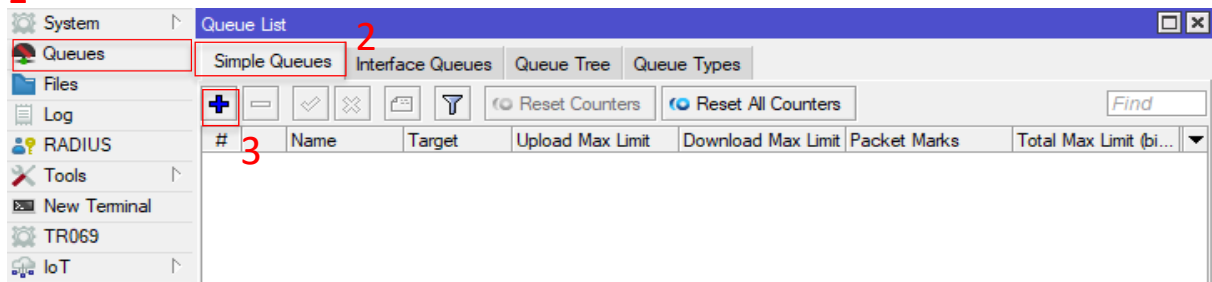 System
Queues
Files
Log
RADIUS
Tools
New Terminal
TR069
IoT
Queue List
2
Simple Queues Interface Queues Queue Tree Queue Types
Reset Counters Reset All Counters Find
3
# Name Target Upload Max Limit Download Max Limit Packet Marks Total Max Limit (bi...